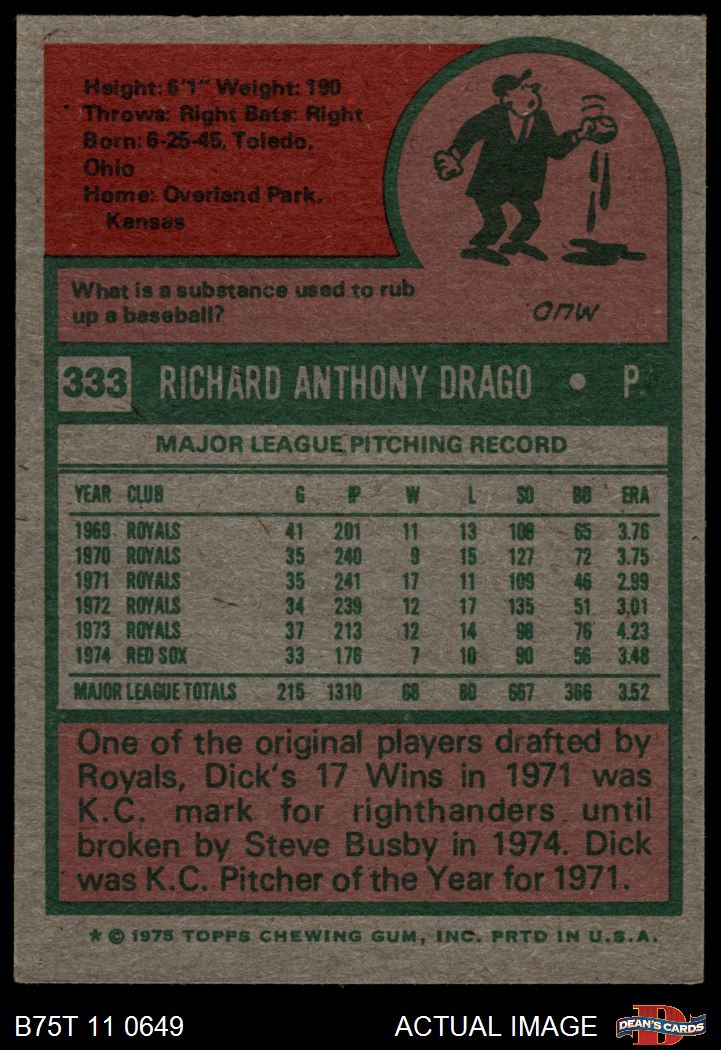 Height: 6'1" Weight: 190
Throws: Right Bats: Right
Born: 6-25-45, Toledo,
Ohio
Home: Overland Park,
Kansas
What is a substance used to rub
up a baseball?
MUD
333 RICHARD ANTHONY DRAGO • P.
MAJOR LEAGUE PITCHING RECORD
YEAR CLUB G IP W L SO BB ERA
1969 ROYALS 41 201 11 13 108 65 3.76
1970 ROYALS 35 240 9 15 127 72 3.75
1971 ROYALS 35 241 17 11 109 46 2.99
1972 ROYALS 34 239 12 17 135 51 3.01
1973 ROYALS 37 213 12 14 98 76 4.23
1974 RED SOX 33 176 7 10 90 56 3.48
MAJOR LEAGUE TOTALS 215 1310 68 80 667 366 3.52
One of the original players drafted by
Royals, Dick's 17 Wins in 1971 was
K.C. mark for righthanders until
broken by Steve Busby in 1974. Dick
was K.C. Pitcher of the Year for 1971.
* © 1975 TOPPS CHEWING GUM, INC. PRTD IN U.S.A.
B75T 11 0649 ACTUAL IMAGE
D
DEAN'S CARDS